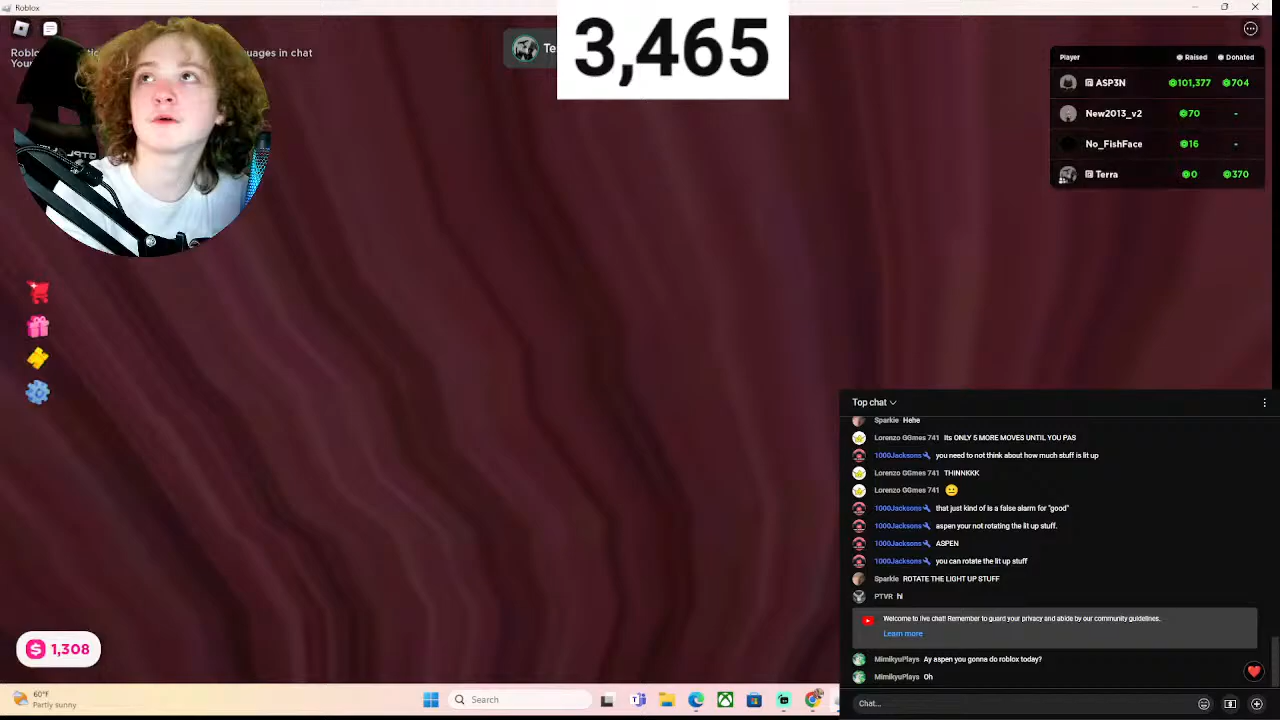 Roblox
Roblo
uages in chat
Your
Te
3,465
Player Raised Donated
ASP3N 101,377 704
New2013_v2 70 -
No_FishFace 16 -
Terra 0 370
Top chat
Sparkie Hehe
Lorenzo GGmes 741 Its ONLY 5 MORE MOVES UNTIL YOU PAS
1000Jacksons you need to not think about how much stuff is lit up
Lorenzo GGmes 741 THINNKKK
Lorenzo GGmes 741 😐
1000Jacksons that just kind of is a false alarm for "good"
1000Jacksons aspen your not rotating the lit up stuff.
1000Jacksons ASPEN
1000Jacksons you can rotate the lit up stuff
Sparkie ROTATE THE LIGHT UP STUFF
PTVR hi
Welcome to live chat! Remember to guard your privacy and abide by our community guidelines.
Learn more
MimikyuPlays Ay aspen you gonna do roblox today?
MimikyuPlays Oh
Chat...
1,308
60°F
Partly sunny
Search